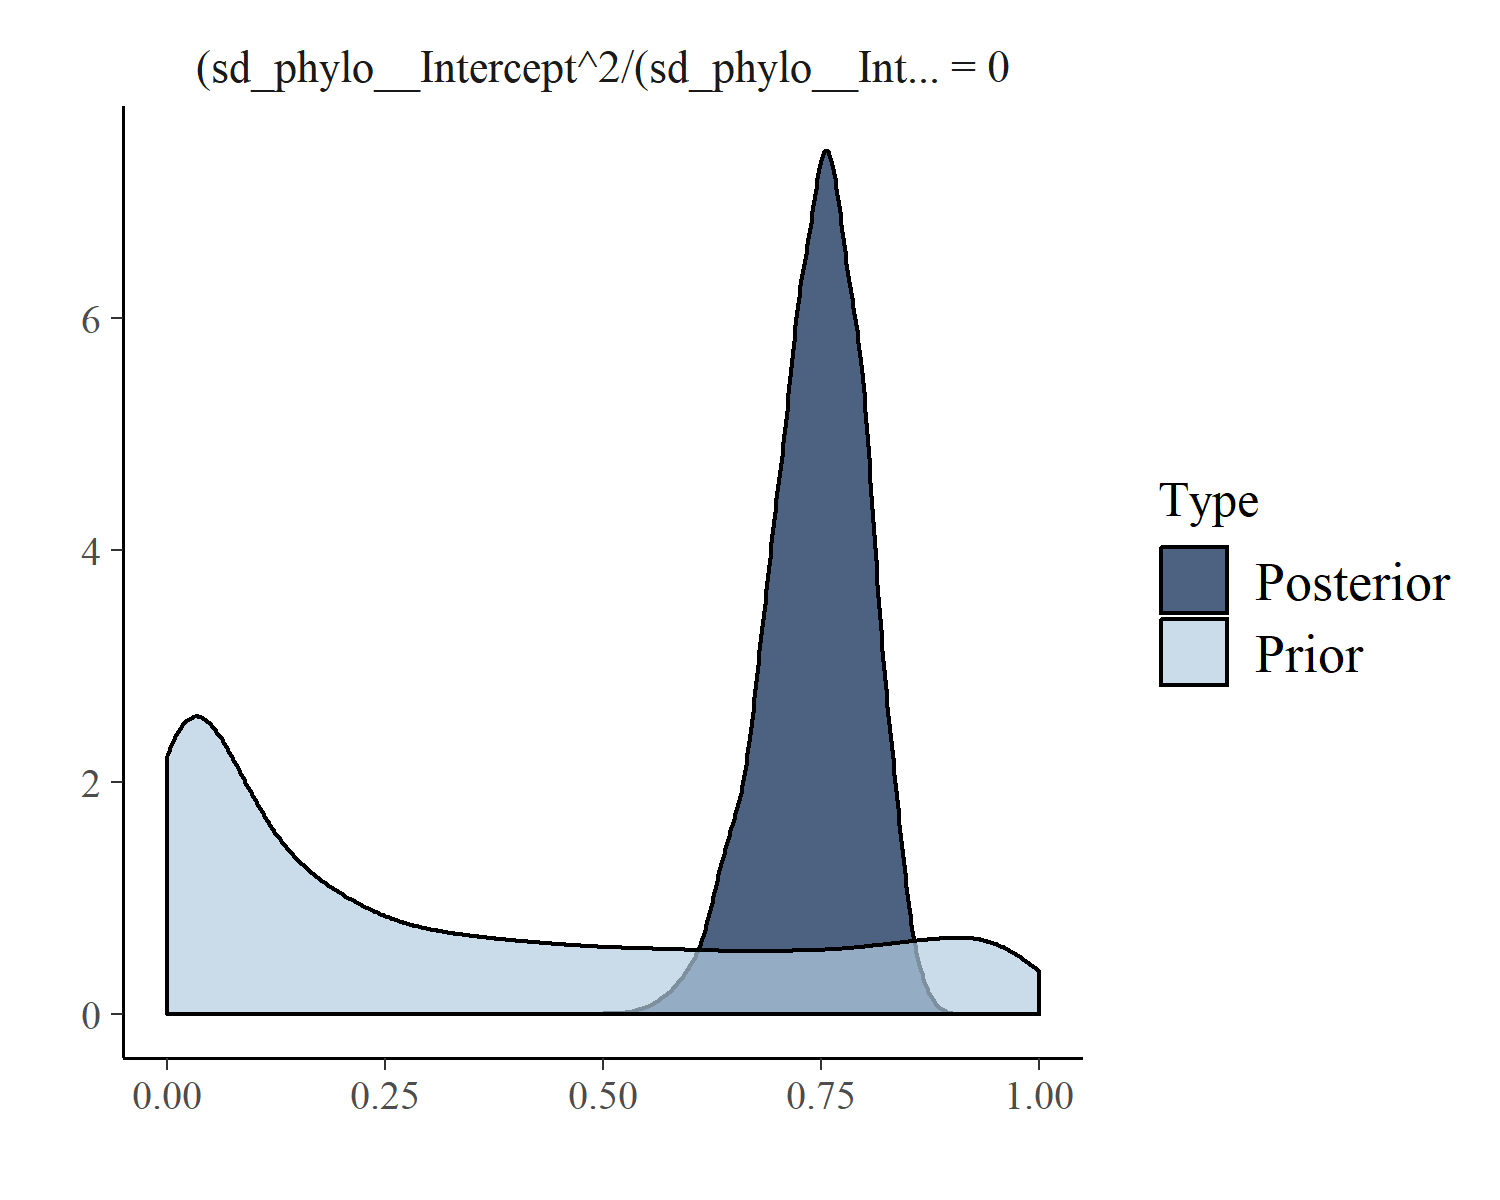 (sd_phylo__Intercept^2/(sd_phylo__Int... = 0
6
4
2
0
0.00 0.25 0.50 0.75 1.00
Type
Posterior
Prior